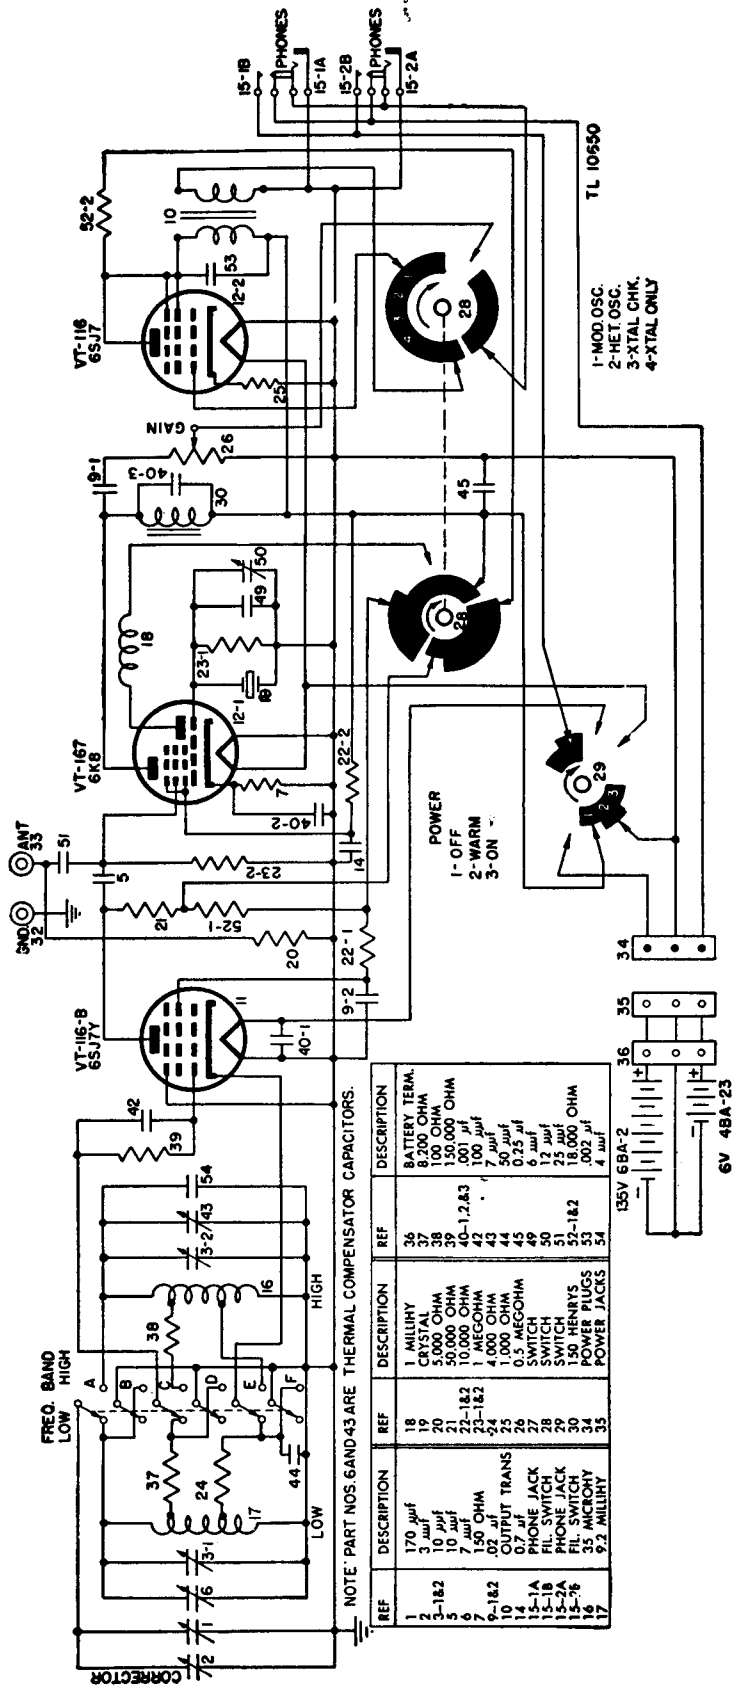 CORRECTOR
2
1
6
3-1
LOW
17
37
24
44
FREQ. BAND
LOW HIGH
A
B
C
D
E
F
38
16
HIGH
3-2
43
54
39
42
VT-116-B
6SJ7Y
11
40-1
9-2
22-1
GND.
32
ANT
33
51
5
21
52-1
20
23-2
14
VT-167
6K8
40-2
7
22-2
12-1
19
23-1
49
50
18
30
40-3
9-1
26
GAIN
VT-116
6SJ7
25
12-2
53
10
52-2
15-1B
PHONES
15-1A
15-2B
PHONES
15-2A
NOTE: PART NOS. 6 AND 43 ARE THERMAL COMPENSATOR CAPACITORS.
28
45
28
4 3 2 1
1-MOD. OSC.
2-HET. OSC.
3-XTAL CHK.
4-XTAL ONLY
POWER
1-OFF
2-WARM
3-ON
29
1
2
3
34
35
36
135V 6BA-2
6V 4BA-23
TL 10650
REF DESCRIPTION REF DESCRIPTION REF DESCRIPTION
1 170 μμf 18 1 MILLIHY 36 BATTERY TERM.
2 3 μμf 19 CRYSTAL 37 8,200 OHM
3-1&2 10 μμf 20 5,000 OHM 38 100 OHM
5 10 μμf 21 50,000 OHM 39 150,000 OHM
6 7 μμf 22-1&2 10,000 OHM 40-1,2,&3 .001 μf
7 150 OHM 23-1&2 1 MEGOHM 42 100 μμf
9-1&2 .02 μf 24 4,000 OHM 43 7 μμf
10 OUTPUT TRANS 25 1,000 OHM 44 50 μμf
14 0.7 μf 26 0.5 MEGOHM 45 0.25 μf
15-1A PHONE JACK 27 SWITCH 49 6 μμf
15-1B FIL. SWITCH 28 SWITCH 50 12 μμf
15-2A PHONE JACK 29 SWITCH 51 25 μμf
15-2B FIL. SWITCH 30 150 HENRYS 52-1&2 18,000 OHM
16 35 MICROHY 34 POWER PLUGS 53 .002 μf
17 9.2 MILLIHY 35 POWER JACKS 54 4 μμf